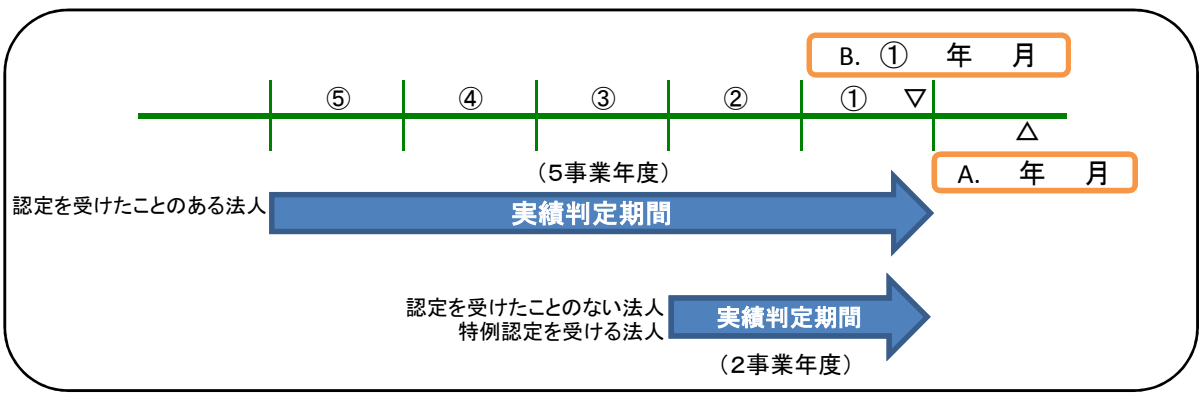 B. ① 年 月
⑤ ④ ③ ② ① ▽
△
A. 年 月
（５事業年度）
認定を受けたことのある法人
実績判定期間
認定を受けたことのない法人
特例認定を受ける法人
実績判定期間
（２事業年度）